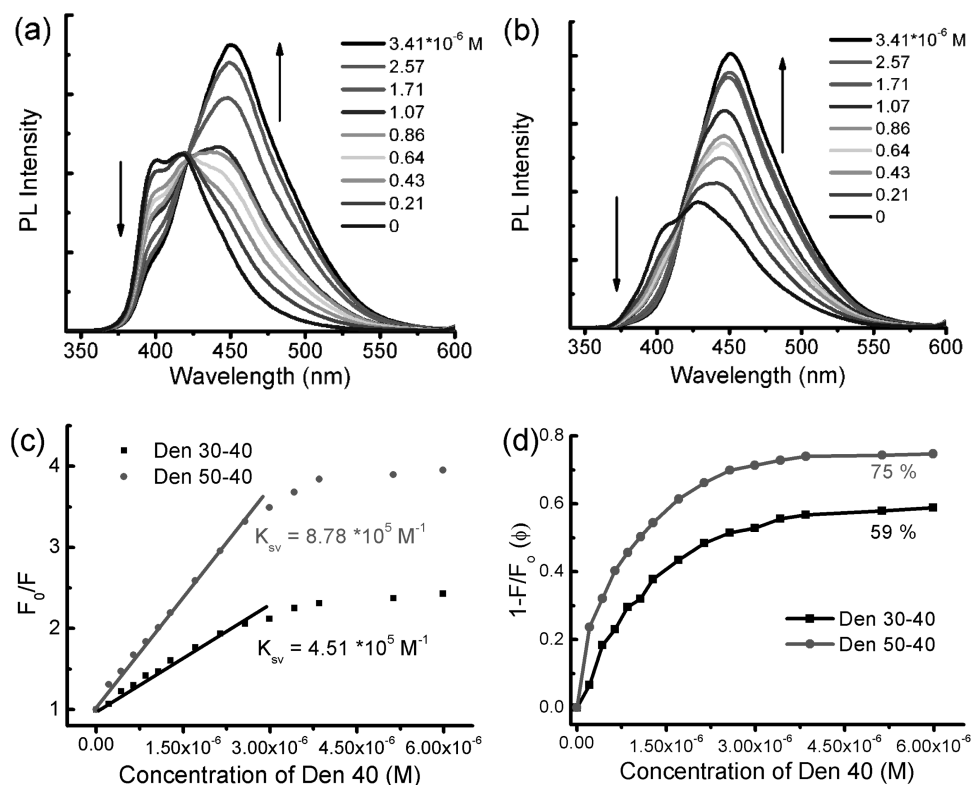 (a)
3.41*10⁻⁶ M
2.57
1.71
1.07
0.86
0.64
0.43
0.21
0
PL Intensity
350 400 450 500 550 600
Wavelength (nm)
(b)
3.41*10⁻⁶ M
2.57
1.71
1.07
0.86
0.64
0.43
0.21
0
PL Intensity
350 400 450 500 550 600
Wavelength (nm)
(c)
Den 30-40
Den 50-40
4
3
2
1
F₀/F
Kₛᵥ = 8.78 *10⁵ M⁻¹
Kₛᵥ = 4.51 *10⁵ M⁻¹
0.00 1.50x10⁻⁶ 3.00x10⁻⁶ 4.50x10⁻⁶ 6.00x10⁻⁶
Concentration of Den 40 (M)
(d)
0.8
0.6
0.4
0.2
0.0
1-F/Fₒ (ϕ)
75 %
59 %
Den 30-40
Den 50-40
0.00 1.50x10⁻⁶ 3.00x10⁻⁶ 4.50x10⁻⁶ 6.00x10⁻⁶
Concentration of Den 40 (M)